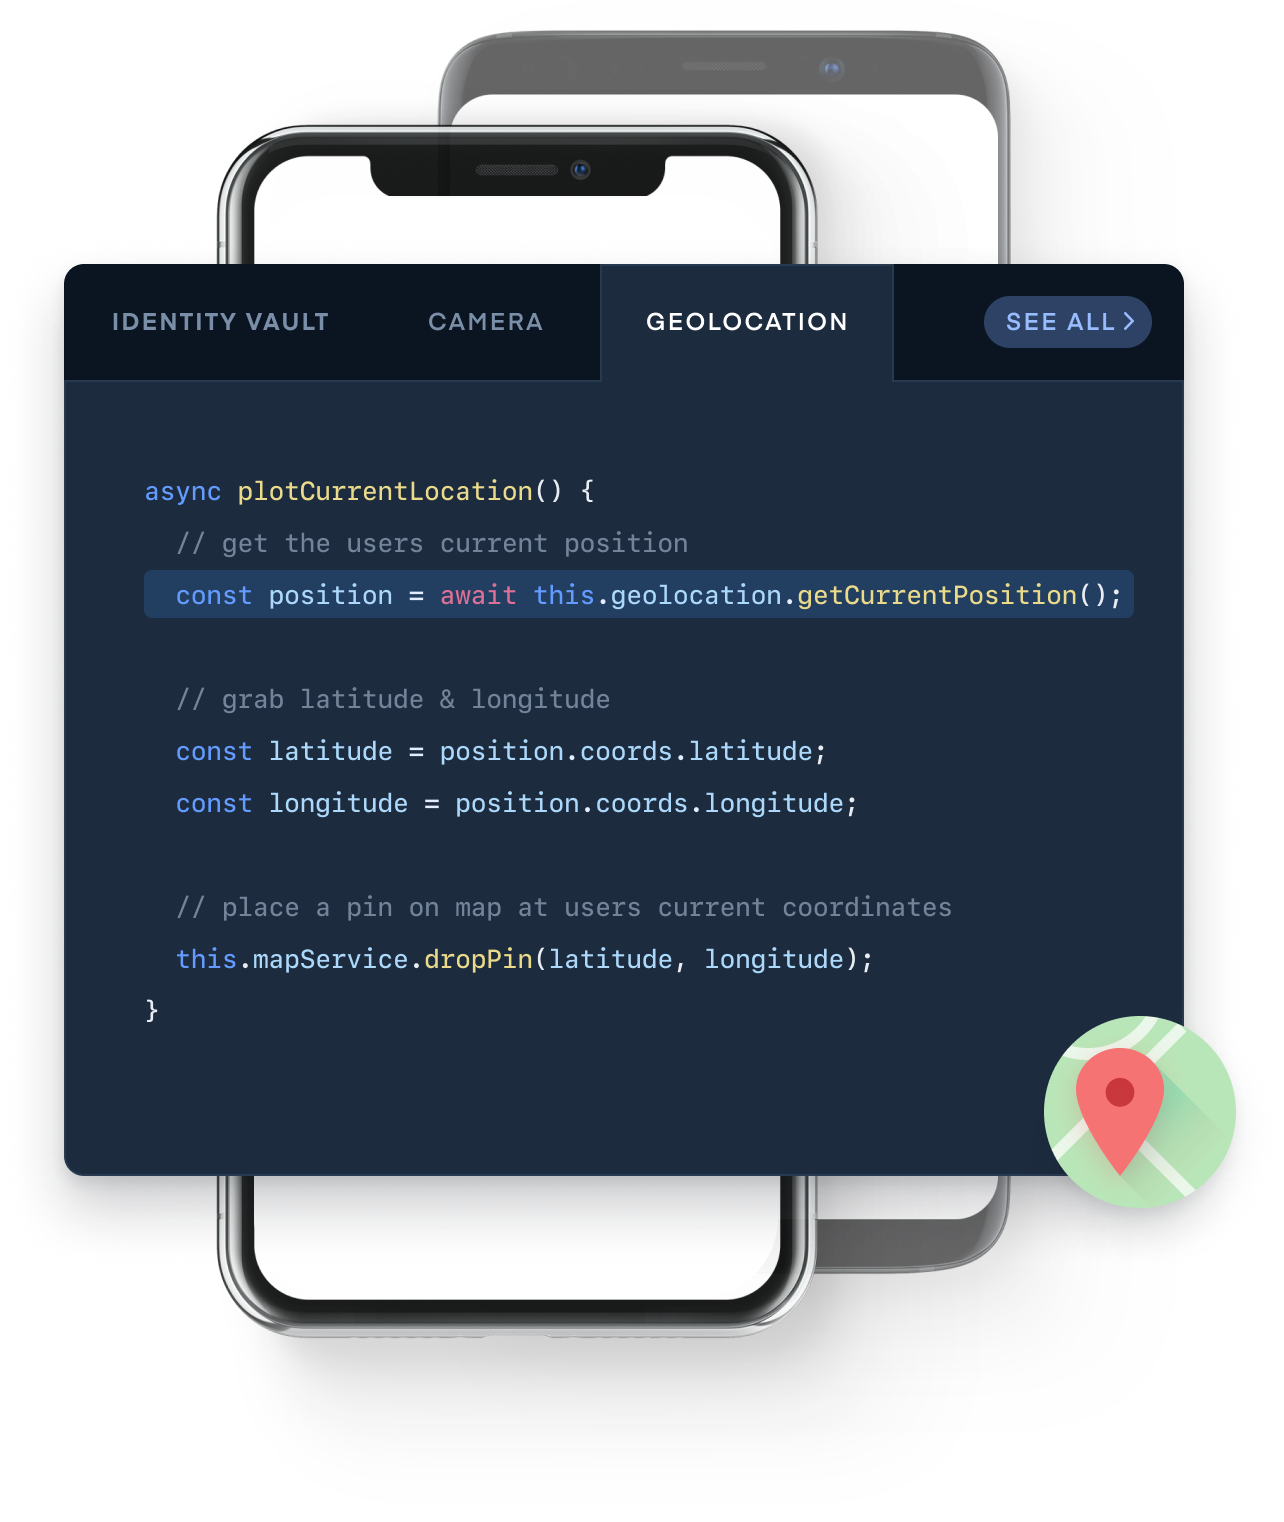 IDENTITY VAULT CAMERA GEOLOCATION SEE ALL >
async plotCurrentLocation() {
  // get the users current position
  const position = await this.geolocation.getCurrentPosition();
  // grab latitude & longitude
  const latitude = position.coords.latitude;
  const longitude = position.coords.longitude;
  // place a pin on map at users current coordinates
  this.mapService.dropPin(latitude, longitude);
}